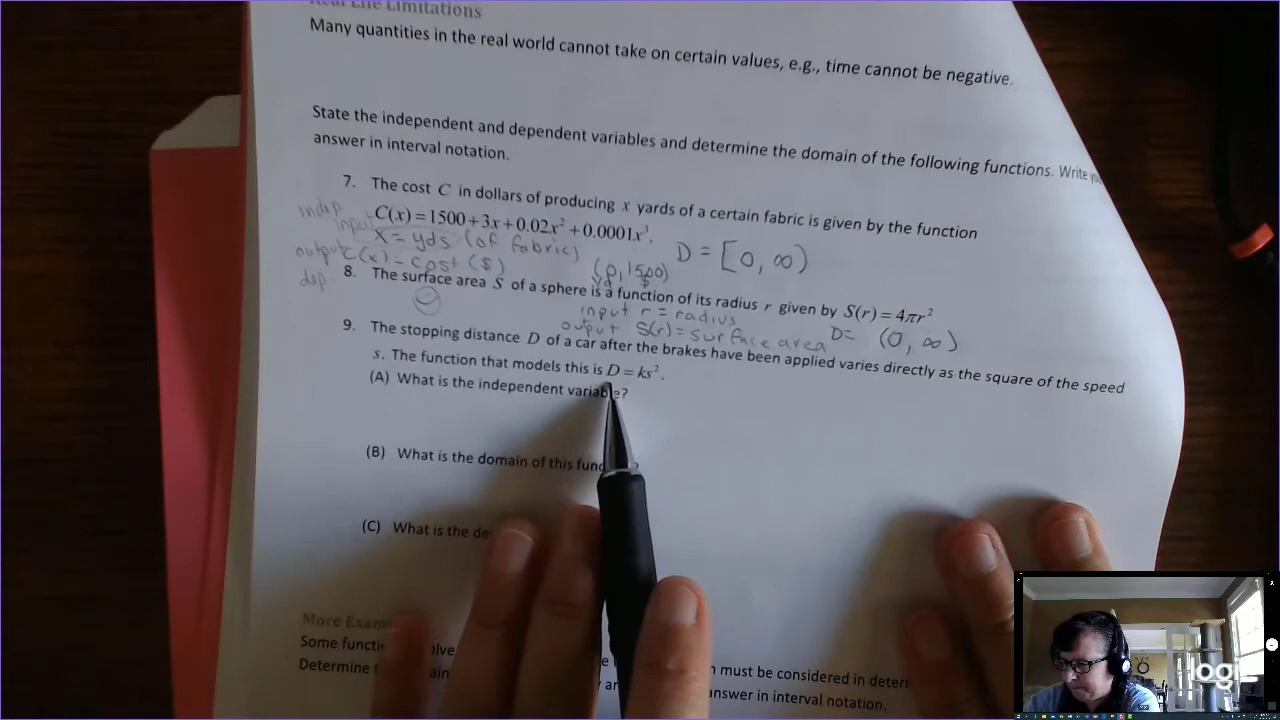 Real Life Limitations
Many quantities in the real world cannot take on certain values, e.g., time cannot be negative.
State the independent and dependent variables and determine the domain of the following functions. Write
answer in interval notation.
7. The cost C in dollars of producing x yards of a certain fabric is given by the function
indep
input
C(x) = 1500 + 3x + 0.02x² + 0.0001x³.
x = yds (of fabric)
D = [0, ∞)
output C(x) = cost ($)
(0, 1500)
yd $
dep
8. The surface area S of a sphere is a function of its radius r given by S(r) = 4πr²
input r = radius
output S(r) = surface area D = (0, ∞)
9. The stopping distance D of a car after the brakes have been applied varies directly as the square of the speed
s. The function that models this is D = ks².
(A) What is the independent variable?
(B) What is the domain of this
(C) What is the
More
Some
must be considered in
Determine
answer in interval notation.
logi